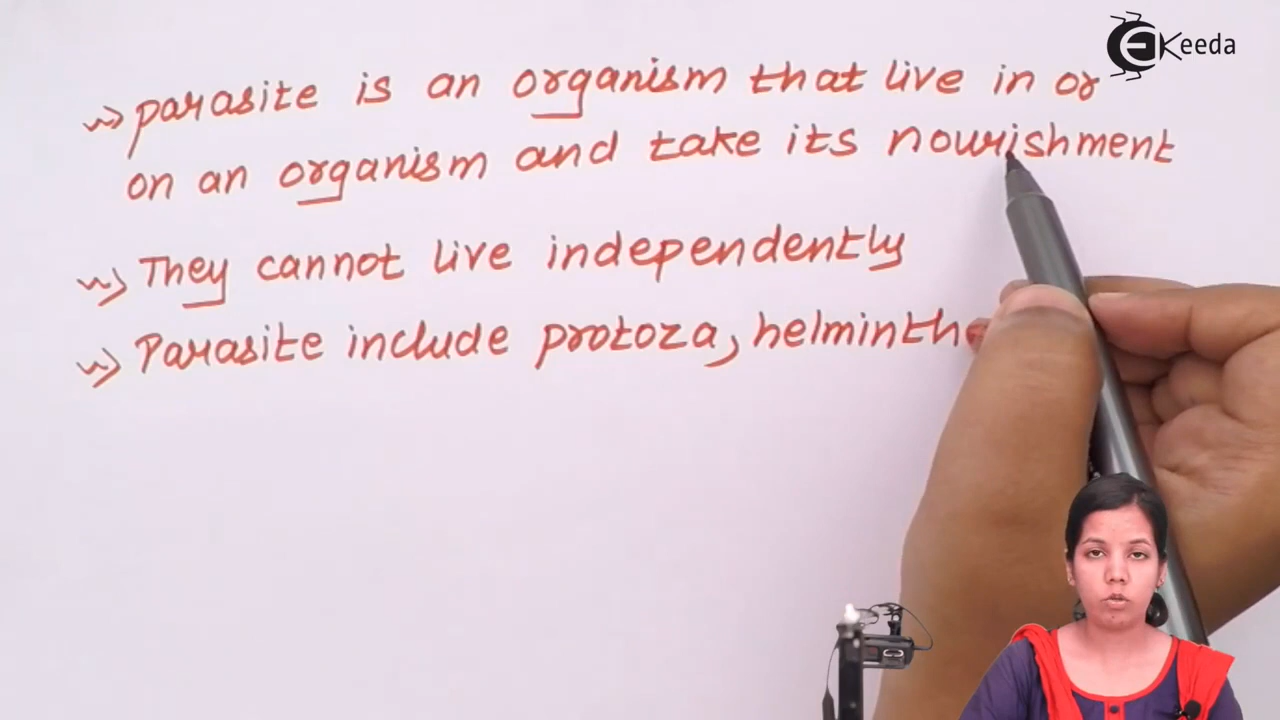 parasite is an organism that live in or
on an organism and take its nourishment
They cannot live independently
Parasite include protoza, helminthe
EKeeda